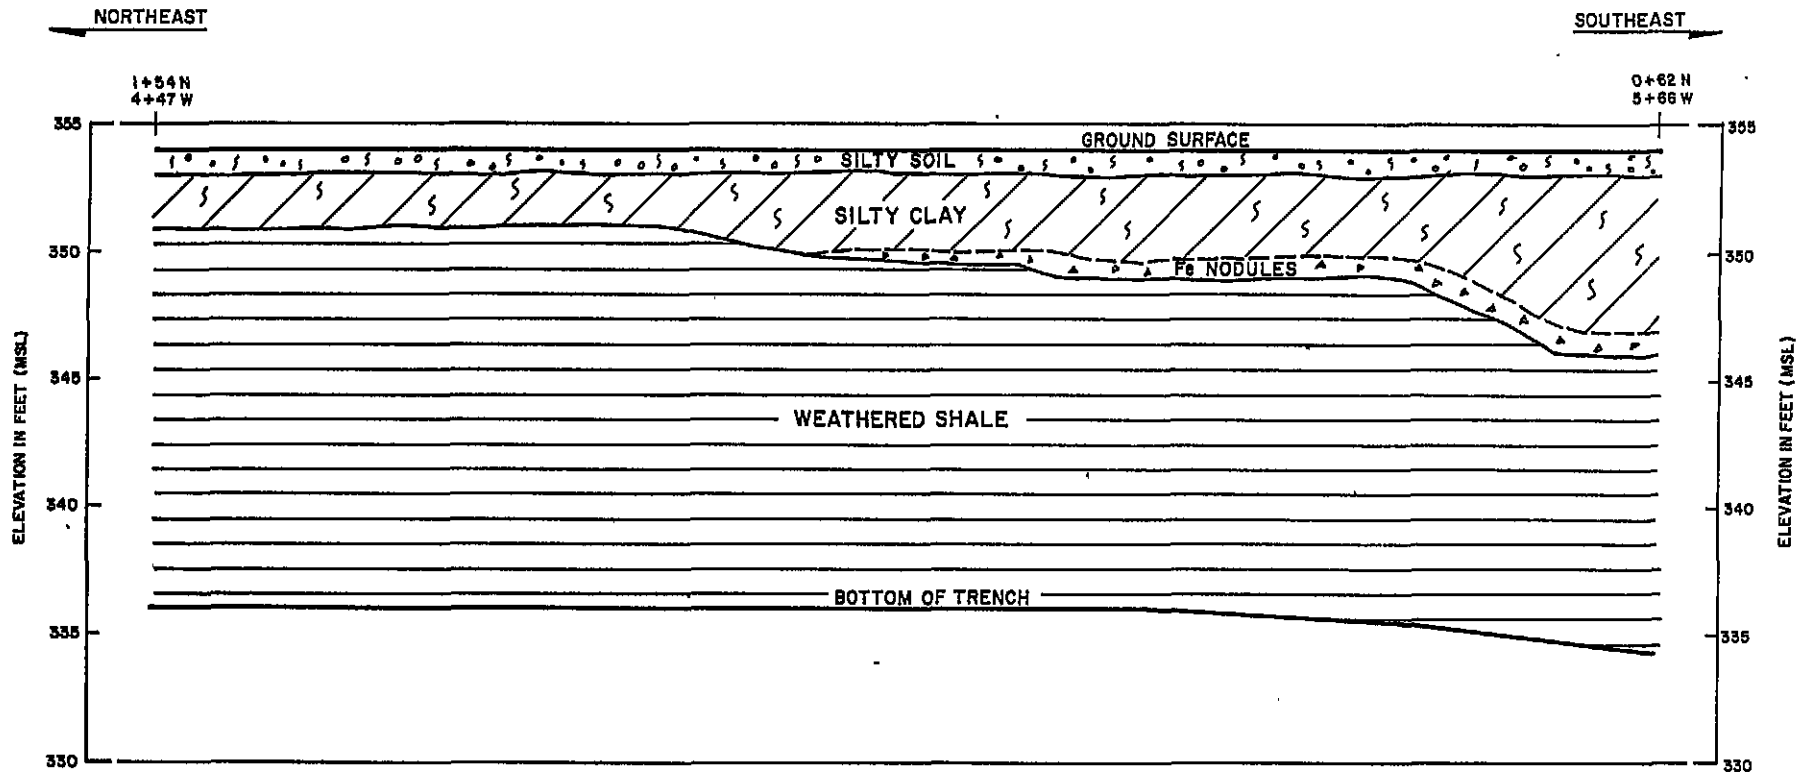 NORTHEAST
SOUTHEAST
1+54 N
4+47 W
0+62 N
5+66 W
355
355
GROUND SURFACE
SILTY SOIL
SILTY CLAY
350
350
Fe NODULES
345
345
ELEVATION IN FEET (MSL)
ELEVATION IN FEET (MSL)
WEATHERED SHALE
340
340
BOTTOM OF TRENCH
335
335
330
330